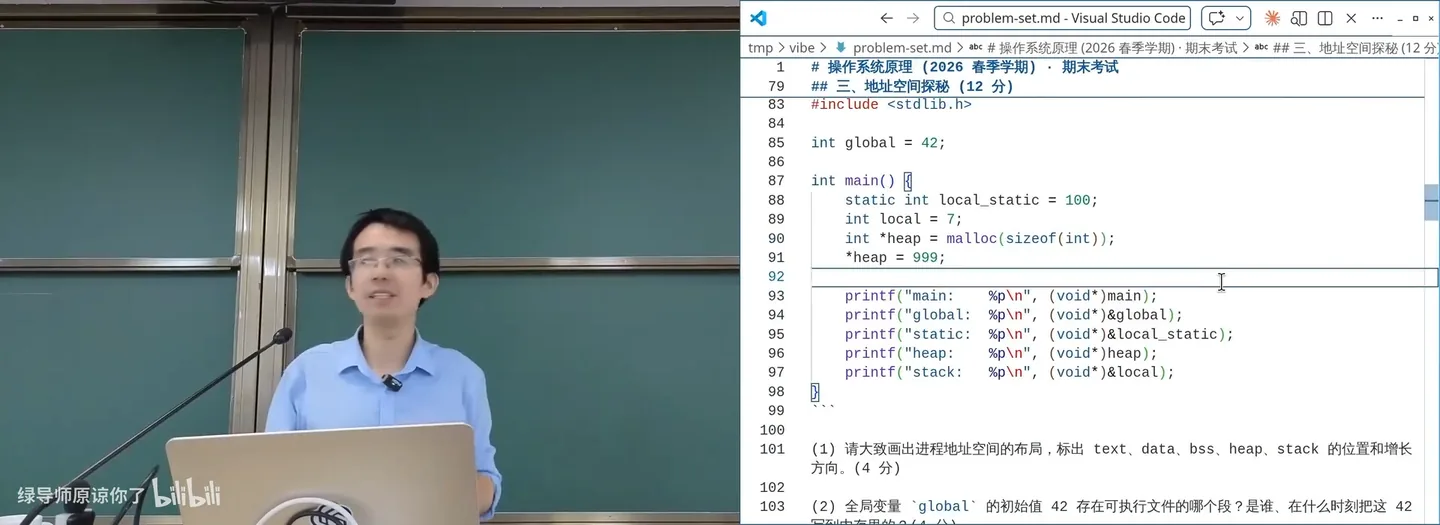 绿导师原谅你了 bilibili
problem-set.md - Visual Studio Code
tmp > vibe > problem-set.md > abc # 操作系统原理 (2026 春季学期) · 期末考试 > abc ## 三、地址空间探秘 (12 分)
1 # 操作系统原理 (2026 春季学期) · 期末考试
79 ## 三、地址空间探秘 (12 分)
83 #include <stdlib.h>
84
85 int global = 42;
86
87 int main() {
88 static int local_static = 100;
89 int local = 7;
90 int *heap = malloc(sizeof(int));
91 *heap = 999;
92
93 printf("main:    %p\n", (void*)main);
94 printf("global:  %p\n", (void*)&global);
95 printf("static:  %p\n", (void*)&local_static);
96 printf("heap:    %p\n", (void*)heap);
97 printf("stack:   %p\n", (void*)&local);
98 }
99 ```
100
101 (1) 请大致画出进程地址空间的布局，标出 text、data、bss、heap、stack 的位置和增长
方向。(4 分)
102
103 (2) 全局变量 `global` 的初始值 42 存在可执行文件的哪个段？是谁、在什么时刻把这 42
写到内存里的？(4 分)